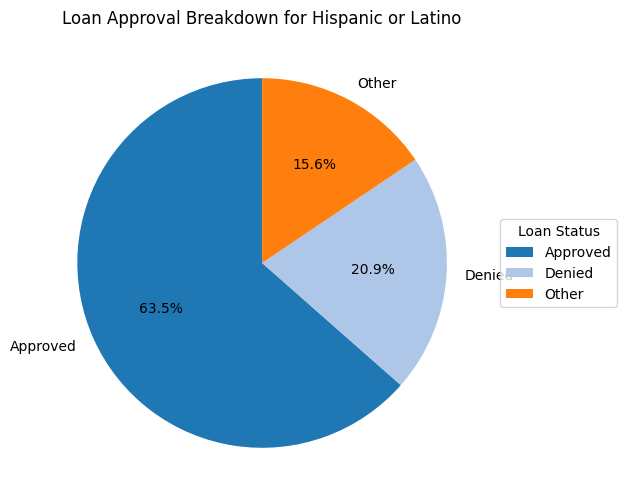 Loan Approval Breakdown for Hispanic or Latino
Other
15.6%
Loan Status
Approved
Denied
Other
20.9%
Denied
63.5%
Approved